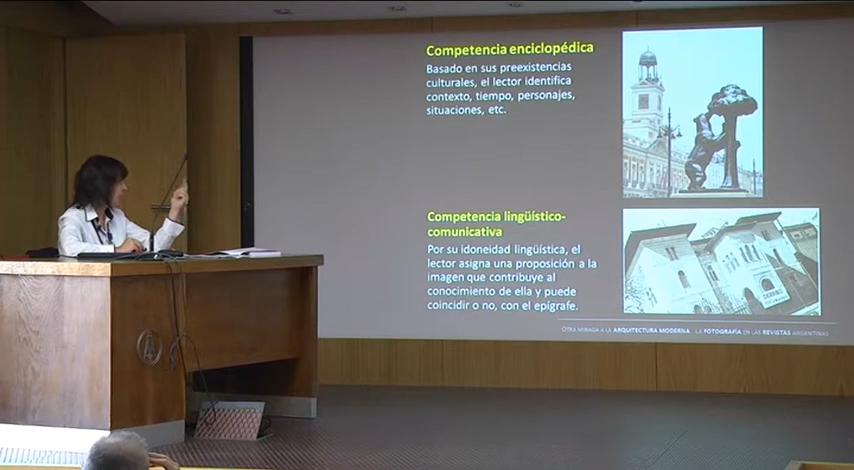 Competencia enciclopédica
Basado en sus preexistencias
culturales, el lector identifica
contexto, tiempo, personajes,
situaciones, etc.
Competencia lingüístico-
comunicativa
Por su idoneidad lingüística, el
lector asigna una proposición a la
imagen que contribuye al
conocimiento de ella y puede
coincidir o no, con el epígrafe.
OTRA MIRADA A LA ARQUITECTURA MODERNA. LA FOTOGRAFÍA EN LAS REVISTAS ARGENTINAS